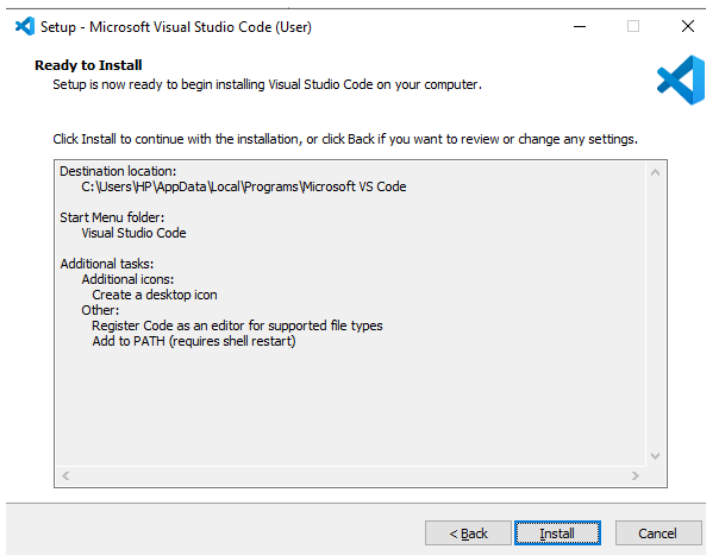 Setup - Microsoft Visual Studio Code (User)
Ready to Install
Setup is now ready to begin installing Visual Studio Code on your computer.
Click Install to continue with the installation, or click Back if you want to review or change any settings.
Destination location:
C:\Users\HP\AppData\Local\Programs\Microsoft VS Code
Start Menu folder:
Visual Studio Code
Additional tasks:
Additional icons:
Create a desktop icon
Other:
Register Code as an editor for supported file types
Add to PATH (requires shell restart)
< Back
Install
Cancel